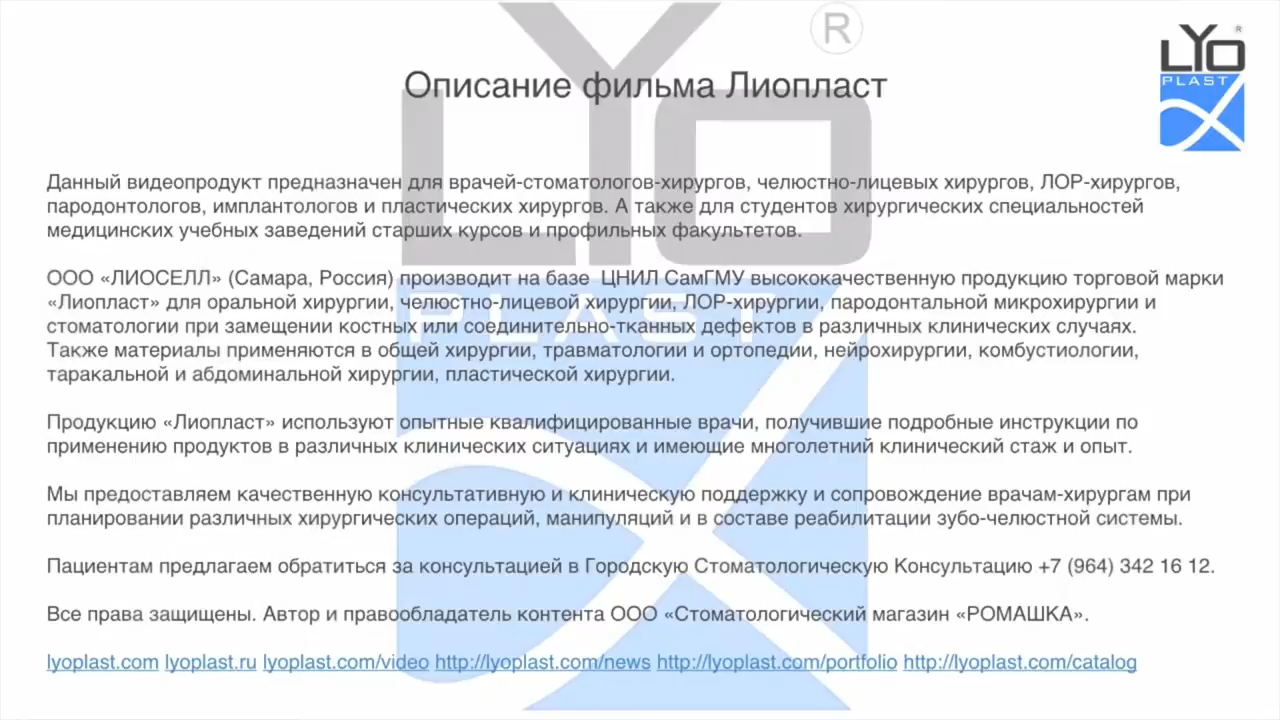 LYO
®
PLAST
Описание фильма Лиопласт
Данный видеопродукт предназначен для врачей-стоматологов-хирургов, челюстно-лицевых хирургов, ЛОР-хирургов,
пародонтологов, имплантологов и пластических хирургов. А также для студентов хирургических специальностей
медицинских учебных заведений старших курсов и профильных факультетов.
ООО «ЛИОСЕЛЛ» (Самара, Россия) производит на базе  ЦНИЛ СамГМУ высококачественную продукцию торговой марки
«Лиопласт» для оральной хирургии, челюстно-лицевой хирургии, ЛОР-хирургии, пародонтальной микрохирургии и
стоматологии при замещении костных или соединительно-тканных дефектов в различных клинических случаях.
Также материалы применяются в общей хирургии, травматологии и ортопедии, нейрохирургии, комбустиологии,
таракальной и абдоминальной хирургии, пластической хирургии.
Продукцию «Лиопласт» используют опытные квалифицированные врачи, получившие подробные инструкции по
применению продуктов в различных клинических ситуациях и имеющие многолетний клинический стаж и опыт.
Мы предоставляем качественную консультативную и клиническую поддержку и сопровождение врачам-хирургам при
планировании различных хирургических операций, манипуляций и в составе реабилитации зубо-челюстной системы.
Пациентам предлагаем обратиться за консультацией в Городскую Стоматологическую Консультацию +7 (964) 342 16 12.
Все права защищены. Автор и правообладатель контента ООО «Стоматологический магазин «РОМАШКА».
lyoplast.com lyoplast.ru lyoplast.com/video http://lyoplast.com/news http://lyoplast.com/portfolio http://lyoplast.com/catalog
LYO
®
PLAST